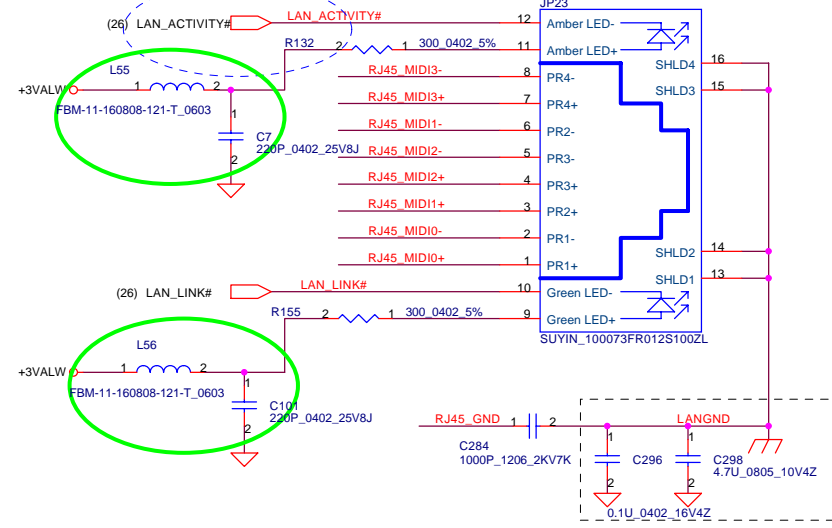 JP23
(26) LAN_ACTIVITY# LAN_ACTIVITY# 12 Amber LED-
R132 2 1 300_0402_5% 11 Amber LED+
L55
+3VALW 1 2
FBM-11-160808-121-T_0603
1
C7
2
220P_0402_25V8J
RJ45_MIDI3- 8 PR4-
RJ45_MIDI3+ 7 PR4+
RJ45_MIDI1- 6 PR2-
RJ45_MIDI2- 5 PR3-
RJ45_MIDI2+ 4 PR3+
RJ45_MIDI1+ 3 PR2+
RJ45_MIDI0- 2 PR1-
RJ45_MIDI0+ 1 PR1+
SHLD4 16
SHLD3 15
SHLD2 14
SHLD1 13
(26) LAN_LINK# LAN_LINK# 10 Green LED-
R155 2 1 300_0402_5% 9 Green LED+
SUYIN_100073FR012S100ZL
L56
+3VALW 1 2
FBM-11-160808-121-T_0603
1
C101
2
220P_0402_25V8J
RJ45_GND 1 2 LANGND
C284
1000P_1206_2KV7K
1
C296
2
0.1U_0402_16V4Z
1
C298
2
4.7U_0805_10V4Z